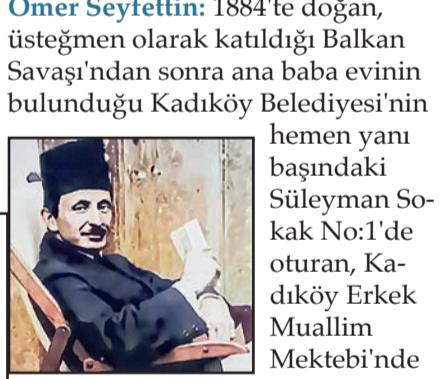 Ömer Seyfettin: 1884'te doğan,
üsteğmen olarak katıldığı Balkan
Savaşı'ndan sonra ana baba evinin
bulunduğu Kadıköy Belediyesi'nin
hemen yanı
başındaki
Süleyman So-
kak No:1'de
oturan, Ka-
dıköy Erkek
Muallim
Mektebi'nde